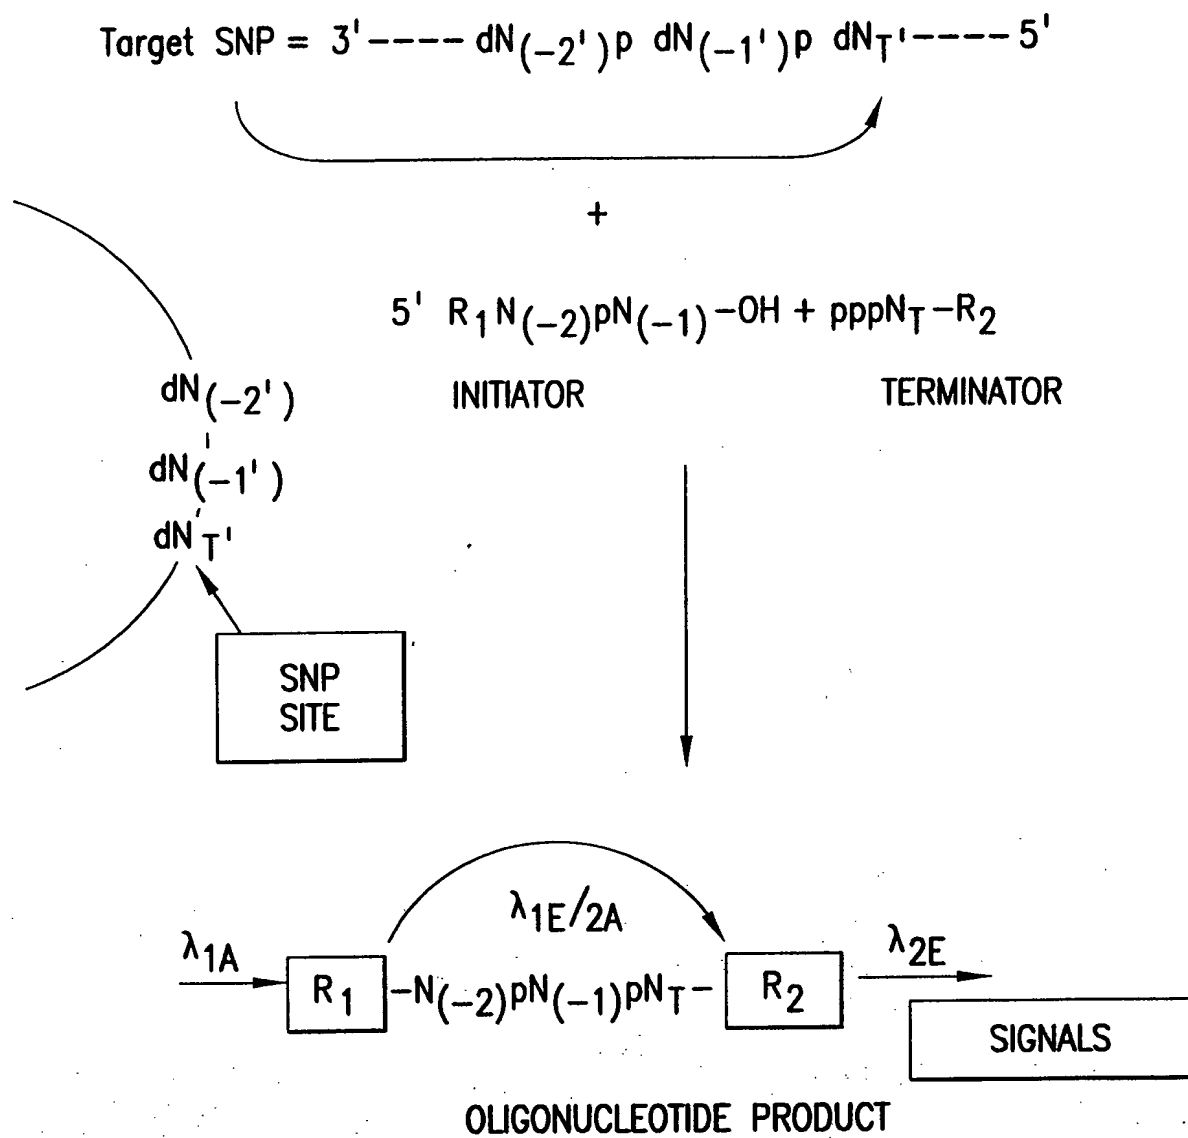 Target SNP = 3'---- dN(-2')p dN(-1')p dNT'---- 5'
+
5' R1N(-2)pN(-1)-OH + pppNT-R2
INITIATOR TERMINATOR
dN(-2')
dN(-1')
dNT'
SNP
SITE
λ1E/2A
λ1A R1 -N(-2)pN(-1)pNT- R2 λ2E
SIGNALS
OLIGONUCLEOTIDE PRODUCT